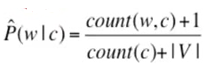 P̂(w|c) = count(w,c)+1 / count(c)+|V|